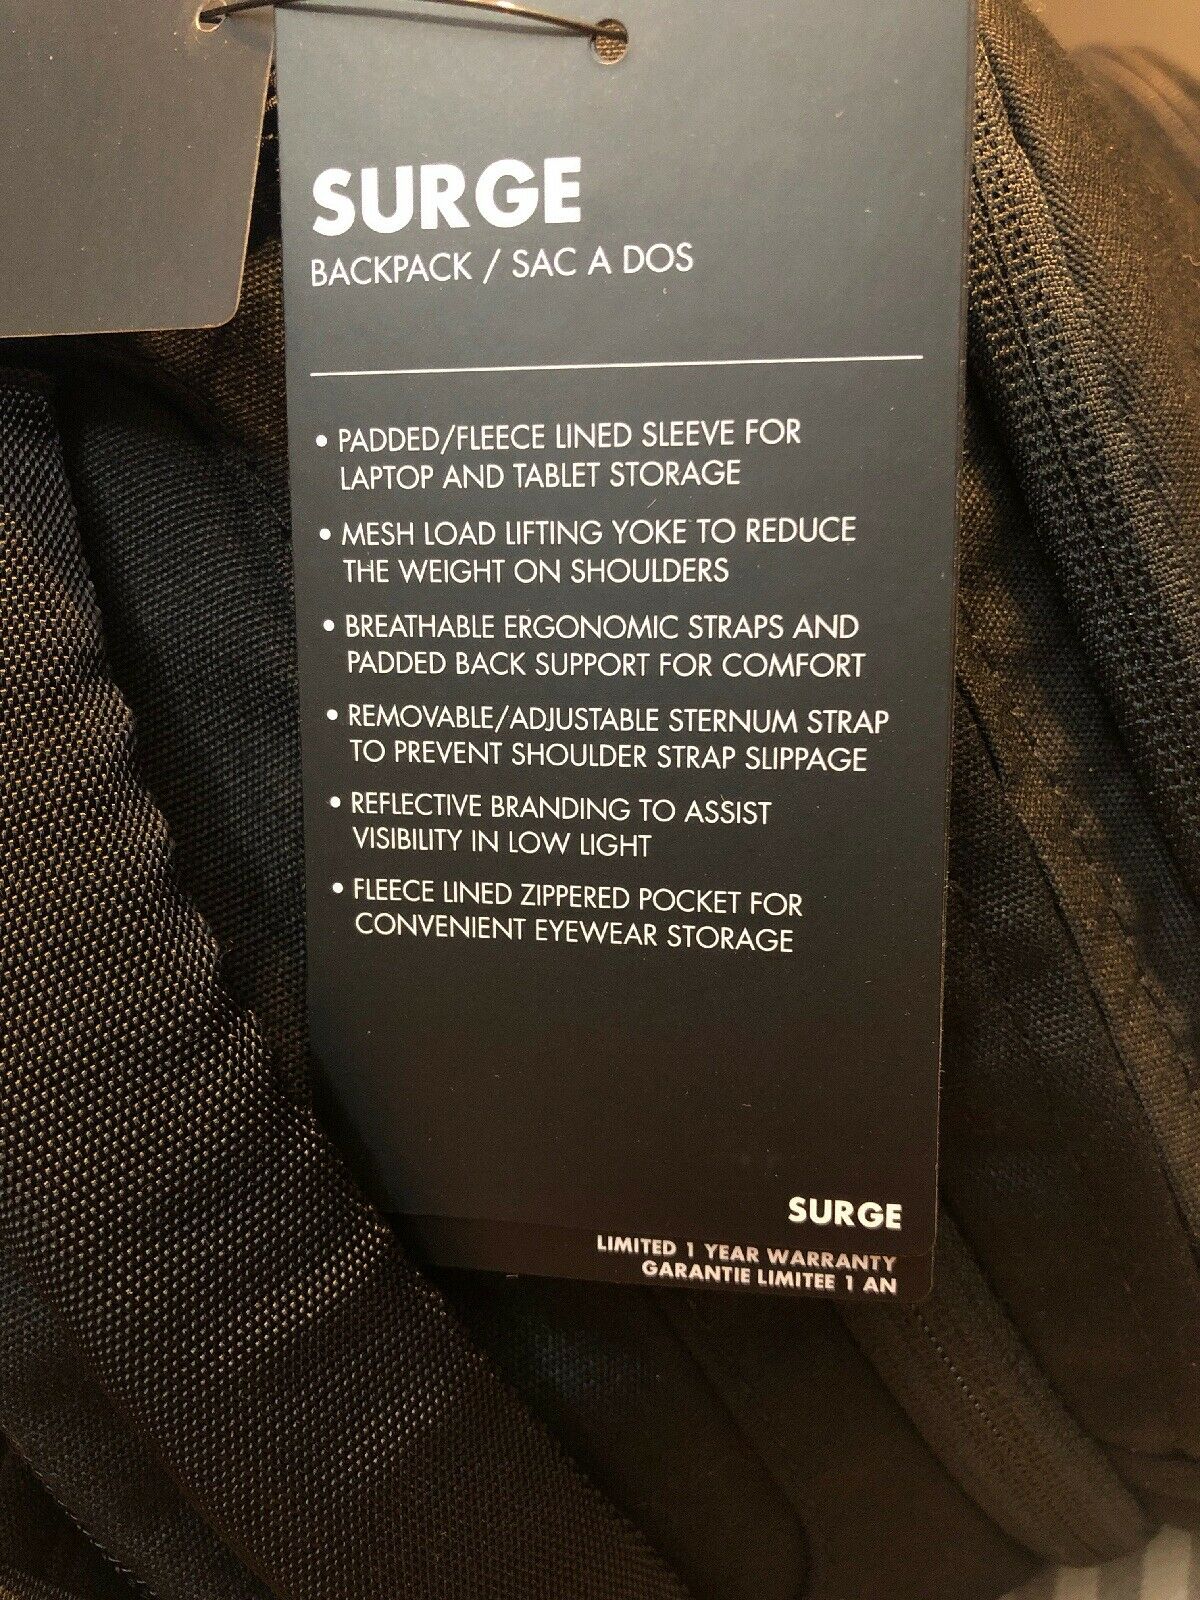 SURGE
BACKPACK / SAC A DOS
• PADDED/FLEECE LINED SLEEVE FOR
LAPTOP AND TABLET STORAGE
• MESH LOAD LIFTING YOKE TO REDUCE
THE WEIGHT ON SHOULDERS
• BREATHABLE ERGONOMIC STRAPS AND
PADDED BACK SUPPORT FOR COMFORT
• REMOVABLE/ADJUSTABLE STERNUM STRAP
TO PREVENT SHOULDER STRAP SLIPPAGE
• REFLECTIVE BRANDING TO ASSIST
VISIBILITY IN LOW LIGHT
• FLEECE LINED ZIPPERED POCKET FOR
CONVENIENT EYEWEAR STORAGE
SURGE
LIMITED 1 YEAR WARRANTY
GARANTIE LIMITEE 1 AN